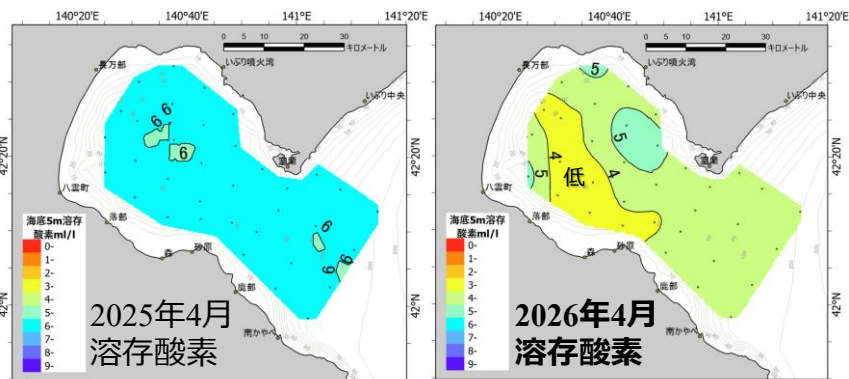 140°20'E
140°40'E
141°E
0 5 10 20 30
キロメートル
長万部
いぶり噴火湾
いぶり中央
6
6
6
6
42°20'N
室蘭
八雲町
落部
6
6
海底5m溶存
酸素ml/l
0-
1-
2-
3-
4-
5-
6-
7-
8-
9-
森
砂原
鹿部
南かやべ
42°N
2025年4月
溶存酸素
140°20'E
140°40'E
141°E
141°20'E
0 5 10 20 30
キロメートル
長万部
いぶり噴火湾
いぶり中央
5
5
4
4
5
低
42°20'N
室蘭
八雲町
落部
海底5m溶存
酸素ml/l
0-
1-
2-
3-
4-
5-
6-
7-
8-
9-
森
砂原
鹿部
南かやべ
42°N
2026年4月
溶存酸素